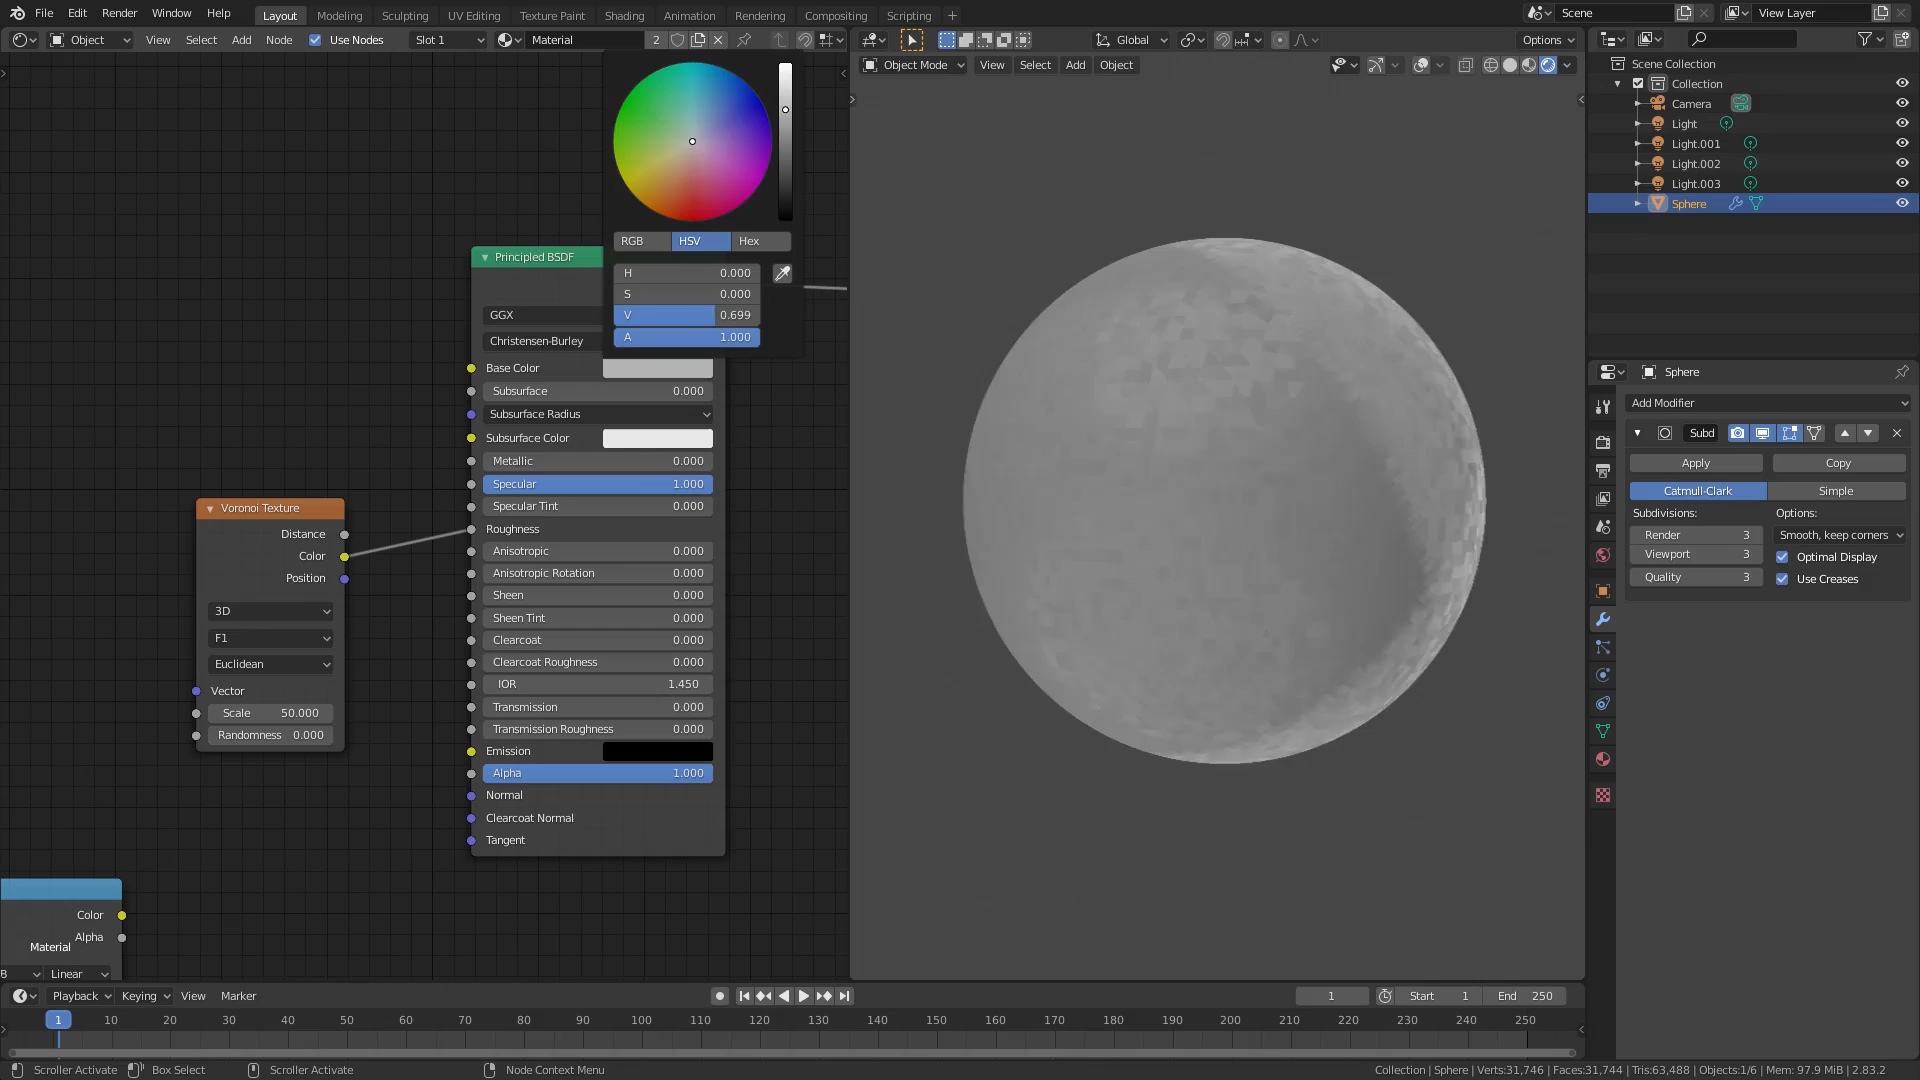 File Edit Render Window Help Layout Modeling Sculpting UV Editing Texture Paint Shading Animation Rendering Compositing Scripting + Scene View Layer
Object View Select Add Node Use Nodes Slot 1 Material 2 Global Options
Object Mode View Select Add Object
Scene Collection
Collection
Camera
Light
Light.001
Light.002
Light.003
Sphere
RGB HSV Hex
H 0.000
S 0.000
V 0.699
A 1.000
Principled BSDF
GGX
Christensen-Burley
Base Color
Subsurface 0.000
Subsurface Radius
Subsurface Color
Metallic 0.000
Specular 1.000
Specular Tint 0.000
Roughness
Anisotropic 0.000
Anisotropic Rotation 0.000
Sheen 0.000
Sheen Tint 0.000
Clearcoat 0.000
Clearcoat Roughness 0.000
IOR 1.450
Transmission 0.000
Transmission Roughness 0.000
Emission
Alpha 1.000
Normal
Clearcoat Normal
Tangent
Voronoi Texture
Distance
Color
Position
3D
F1
Euclidean
Vector
Scale 50.000
Randomness 0.000
Color
Alpha
Material
B Linear
Sphere
Add Modifier
Subd
Apply Copy
Catmull-Clark Simple
Subdivisions: Options:
Render 3 Smooth, keep corners
Viewport 3 Optimal Display
Quality 3 Use Creases
Playback Keying View Marker 1 Start 1 End 250
1 10 20 30 40 50 60 70 80 90 100 110 120 130 140 150 160 170 180 190 200 210 220 230 240 250
Scroller Activate Box Select Scroller Activate Node Context Menu Collection | Sphere | Verts:31,746 | Faces:31,744 | Tris:63,488 | Objects:1/6 | Mem: 97.9 MiB | 2.83.2